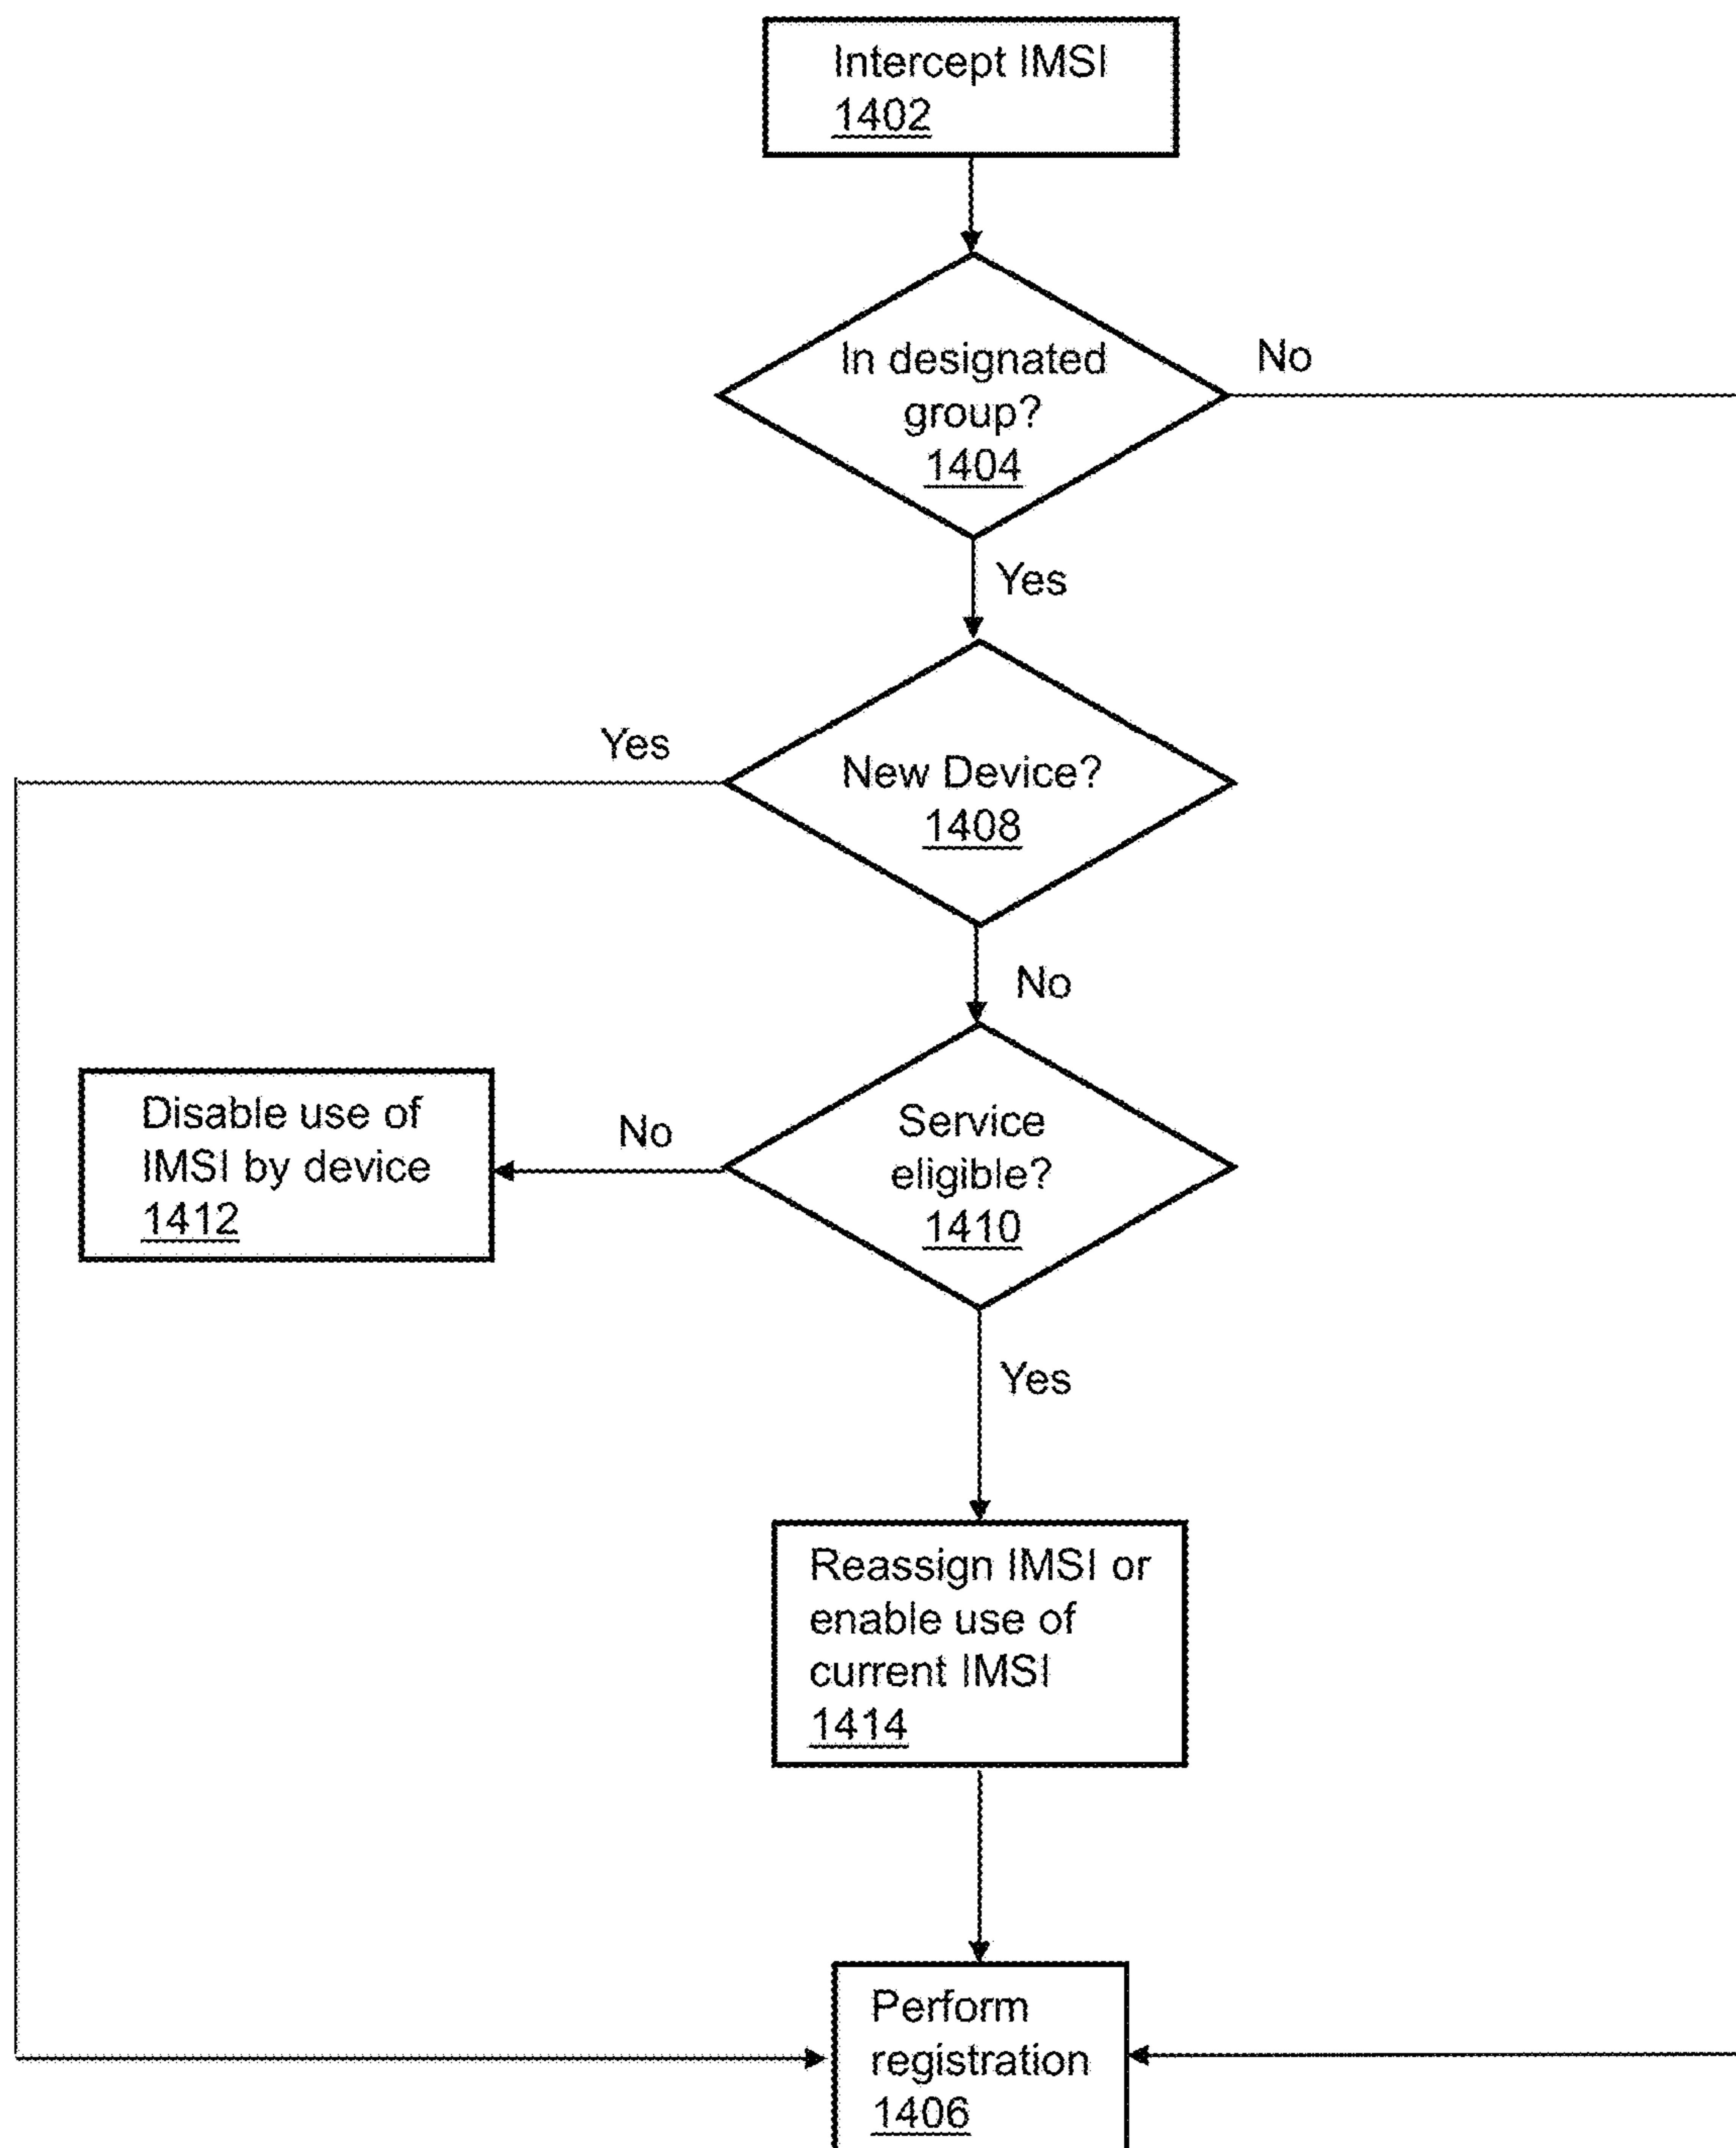 Intercept IMSI
1402
In designated
group?
1404
No
Yes
Yes
New Device?
1408
No
Disable use of
IMSI by device
1412
No
Service
eligible?
1410
Yes
Reassign IMSI or
enable use of
current IMSI
1414
Perform
registration
1406